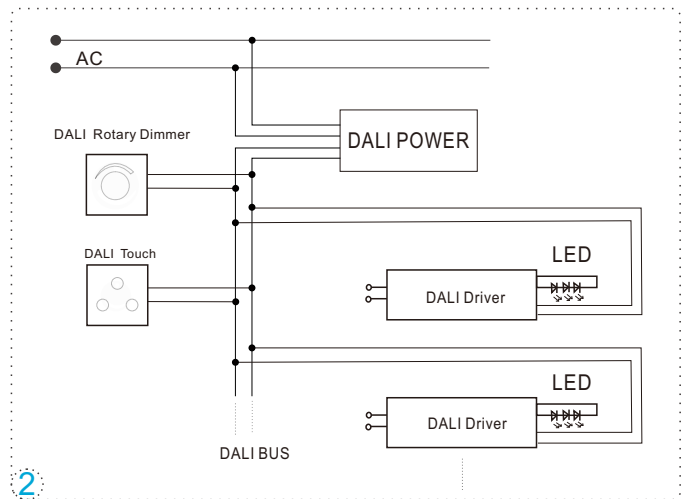 AC
DALI Rotary Dimmer
DALI POWER
DALI Touch
LED
DALI Driver
LED
DALI Driver
DALI BUS
2